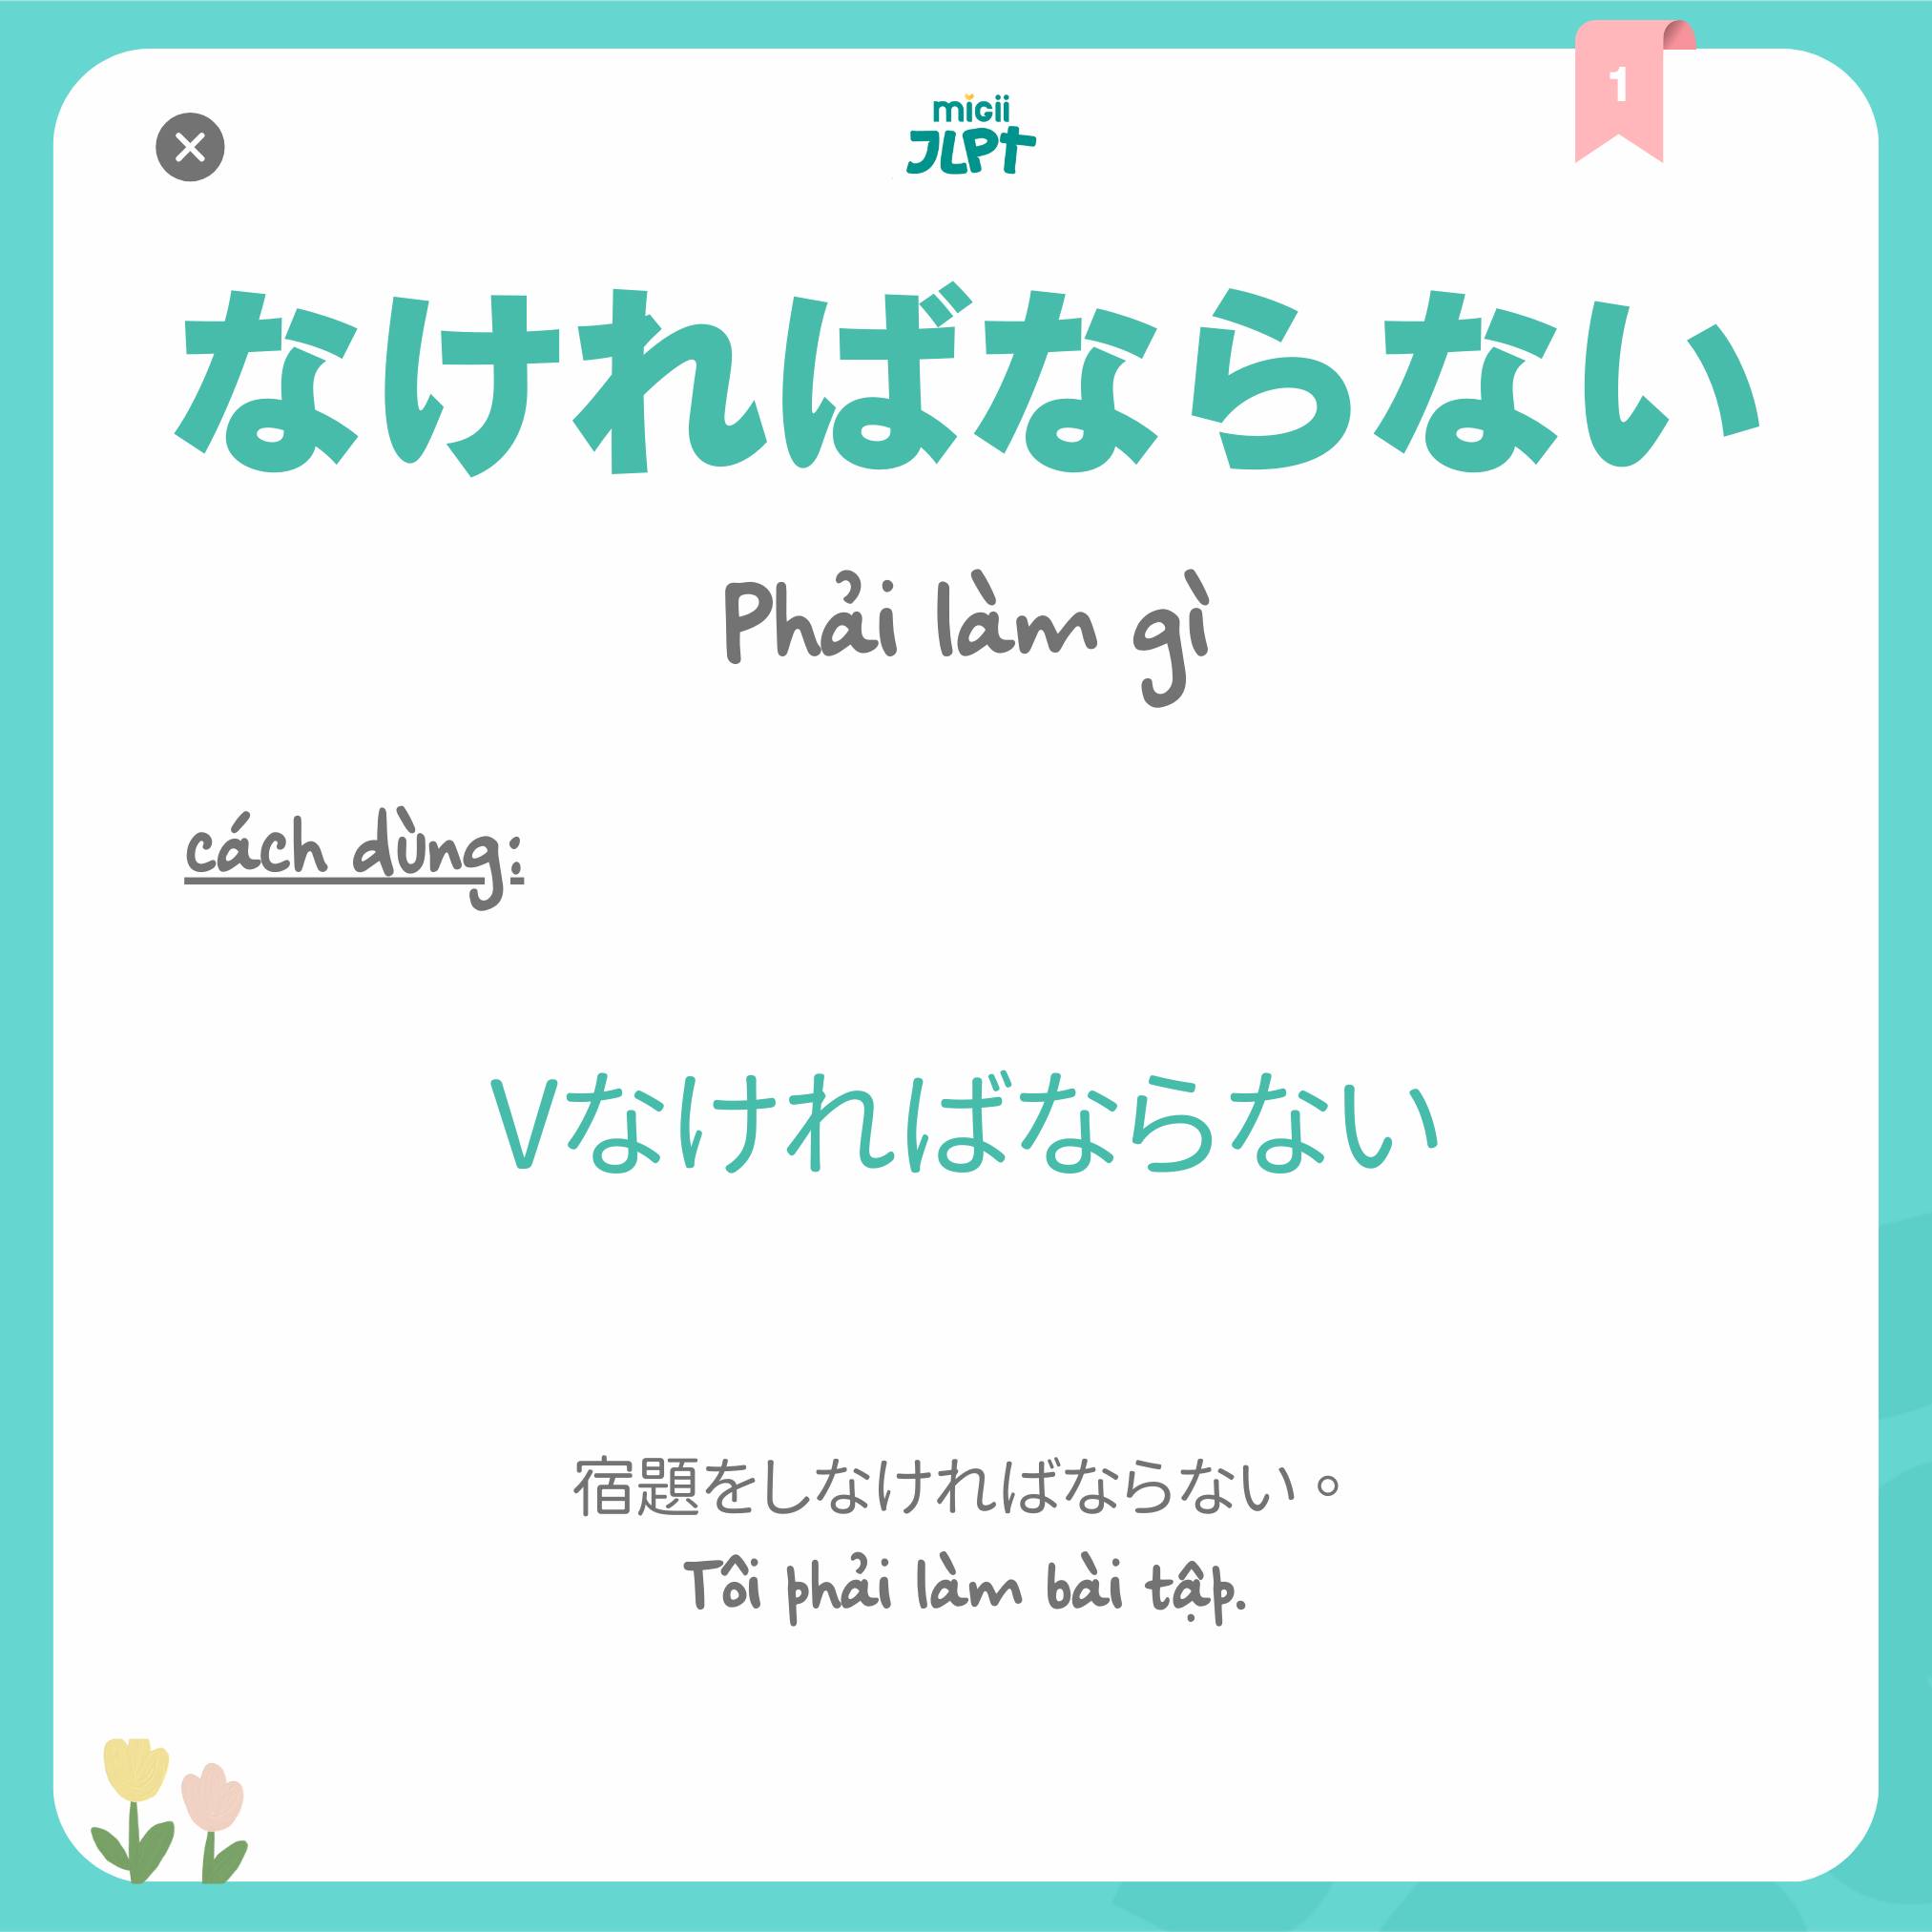 1
migii
JLPT
なければならない
Phải làm gì
cách dùng:
Vなければならない
宿題をしなければならない。
Tôi phải làm bài tập.